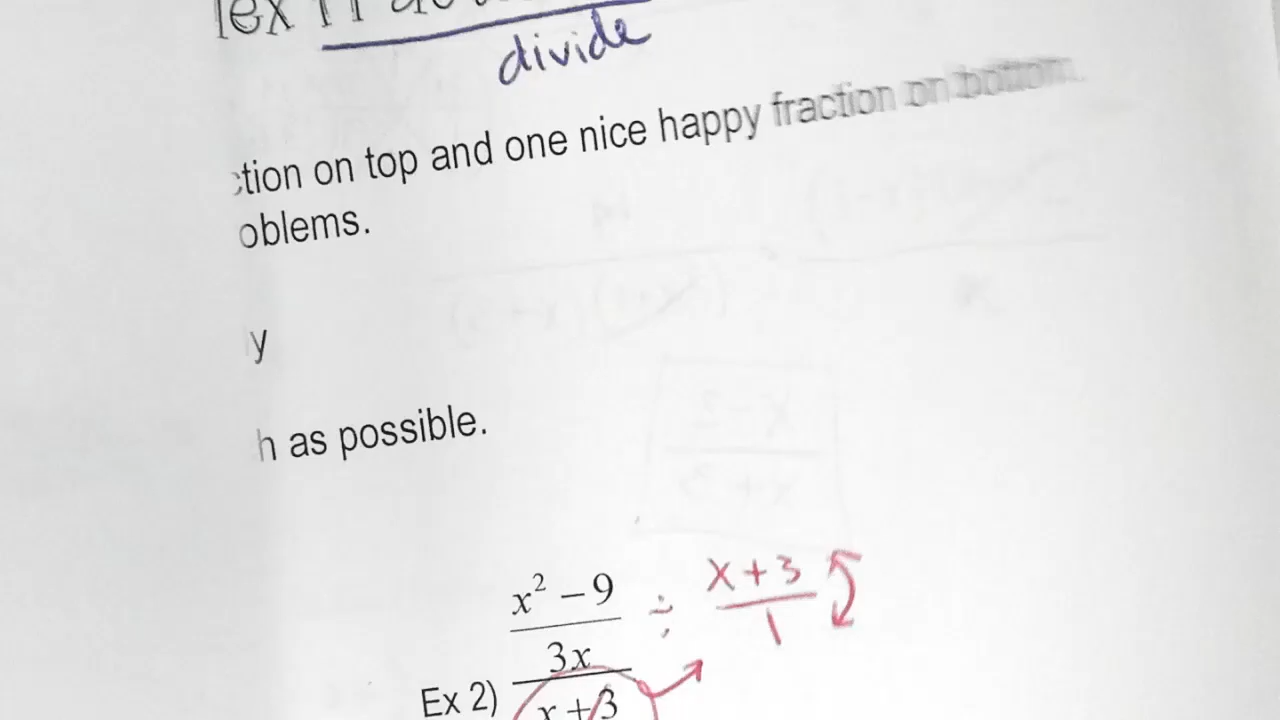 divide
ction on top and one nice happy fraction on bottom.
oblems.
y
h as possible.
x² − 9 ÷ x + 3
3x 1
Ex 2) x + 3